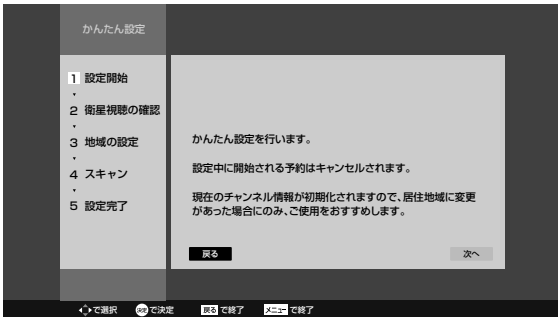 かんたん設定
1 設定開始
2 衛星視聴の確認
3 地域の設定
4 スキャン
5 設定完了
かんたん設定を行います。
設定中に開始される予約はキャンセルされます。
現在のチャンネル情報が初期化されますので、居住地域に変更
があった場合にのみ、ご使用をおすすめします。
戻る 次へ
で選択 決定 で決定 戻る で終了 メニュー で終了